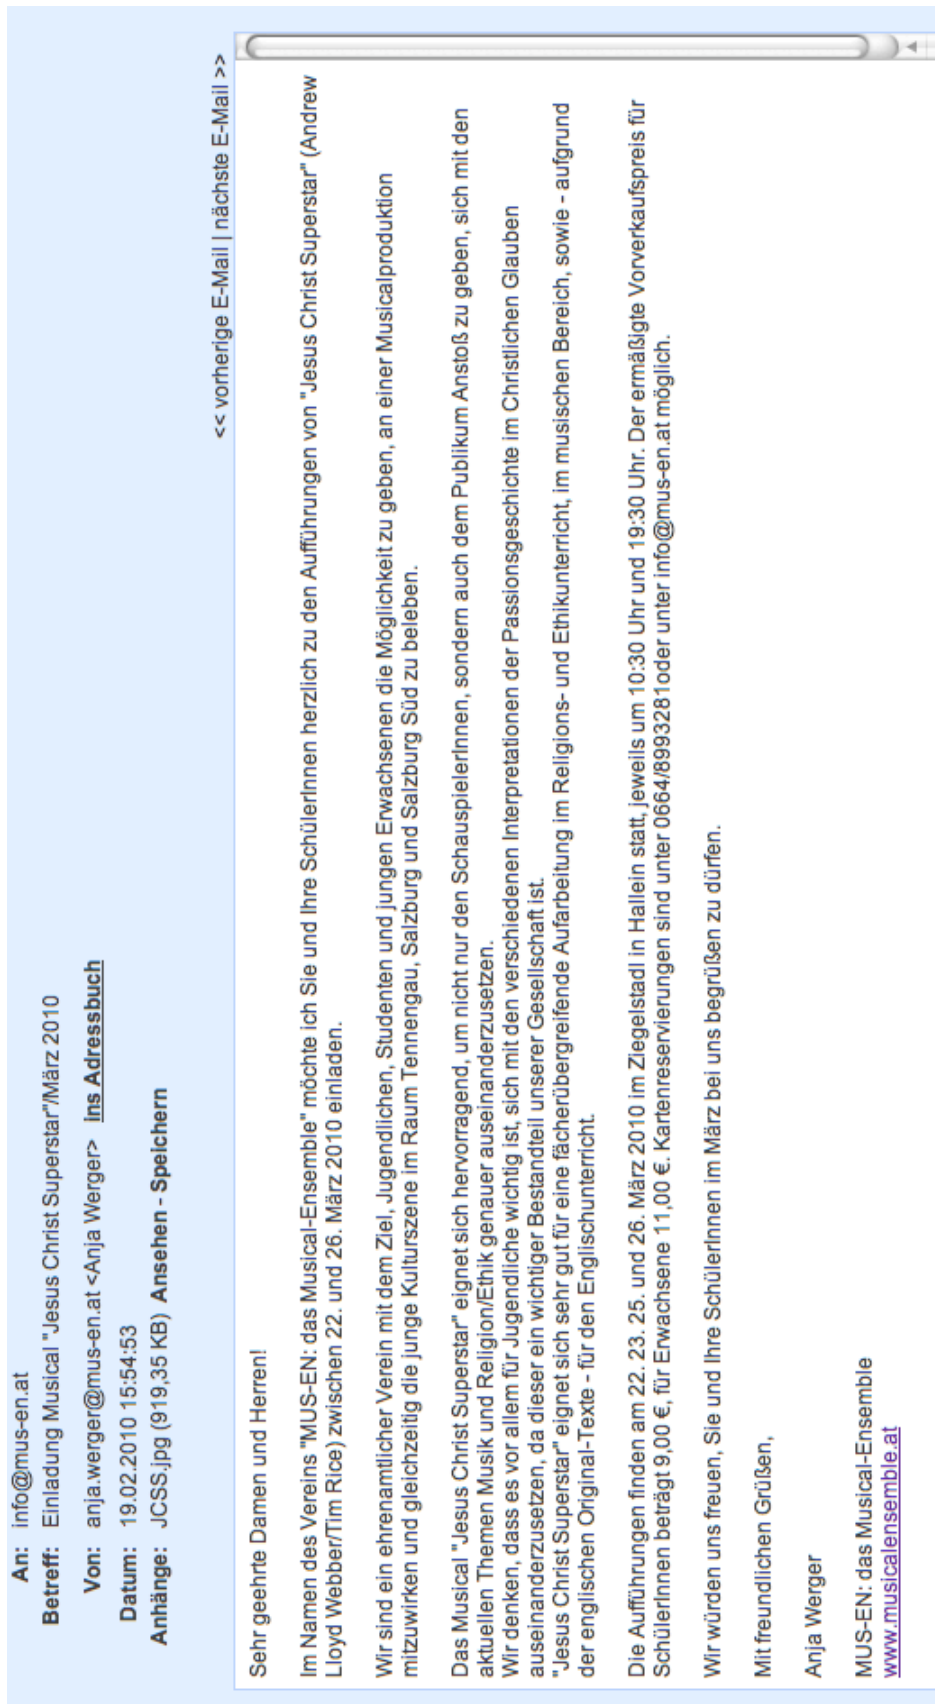 An: info@mus-en.at
Betreff: Einladung Musical "Jesus Christ Superstar"/März 2010
Von: anja.werger@mus-en.at <Anja Werger> ins Adressbuch
Datum: 19.02.2010 15:54:53
Anhänge: JCSS.jpg (919,35 KB) Ansehen - Speichern
<< vorherige E-Mail | nächste E-Mail >>
Sehr geehrte Damen und Herren!
Im Namen des Vereins "MUS-EN: das Musical-Ensemble" möchte ich Sie und Ihre SchülerInnen herzlich zu den Aufführungen von "Jesus Christ Superstar" (Andrew
Lloyd Webber/Tim Rice) zwischen 22. und 26. März 2010 einladen.
Wir sind ein ehrenamtlicher Verein mit dem Ziel, Jugendlichen, Studenten und jungen Erwachsenen die Möglichkeit zu geben, an einer Musicalproduktion
mitzuwirken und gleichzeitig die junge Kulturszene im Raum Tennengau, Salzburg und Salzburg Süd zu beleben.
Das Musical "Jesus Christ Superstar" eignet sich hervorragend, um nicht nur den SchauspielerInnen, sondern auch dem Publikum Anstoß zu geben, sich mit den
aktuellen Themen Musik und Religion/Ethik genauer auseinanderzusetzen.
Wir denken, dass es vor allem für Jugendliche wichtig ist, sich mit den verschiedenen Interpretationen der Passionsgeschichte im Christlichen Glauben
auseinanderzusetzen, da dieser ein wichtiger Bestandteil unserer Gesellschaft ist.
"Jesus Christ Superstar" eignet sich sehr gut für eine fächerübergreifende Aufarbeitung im Religions- und Ethikunterricht, im musischen Bereich, sowie - aufgrund
der englischen Original-Texte - für den Englischunterricht.
Die Aufführungen finden am 22. 23. 25. und 26. März 2010 im Ziegelstadl in Hallein statt, jeweils um 10:30 Uhr und 19:30 Uhr. Der ermäßigte Vorverkaufspreis für
SchülerInnen beträgt 9,00 €, für Erwachsene 11,00 €. Kartenreservierungen sind unter 0664/8993281oder unter info@mus-en.at möglich.
Wir würden uns freuen, Sie und Ihre SchülerInnen im März bei uns begrüßen zu dürfen.
Mit freundlichen Grüßen,
Anja Werger
MUS-EN: das Musical-Ensemble
www.musicalensemble.at